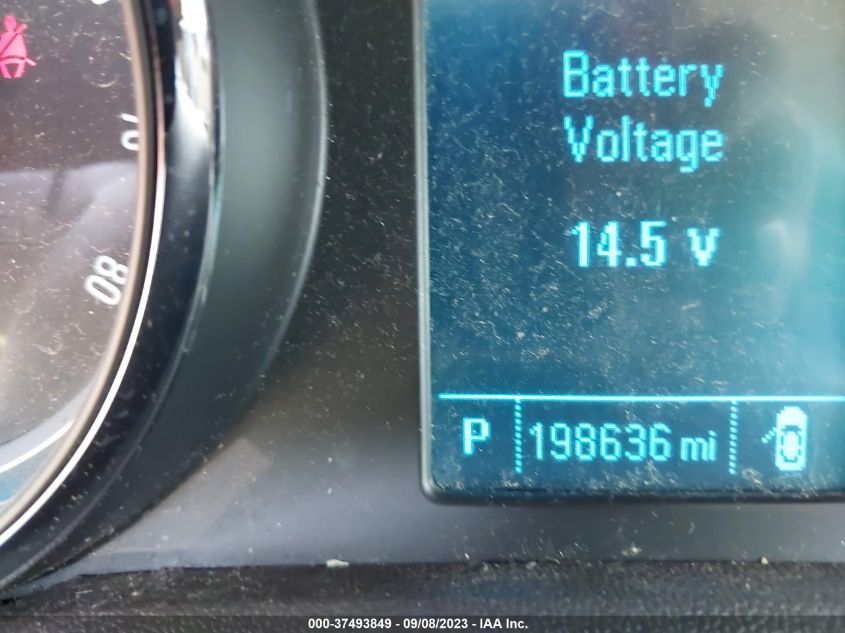 Battery
Voltage
14.5 v
80
P 198636 mi
000-37493849 - 09/08/2023 - IAA Inc.